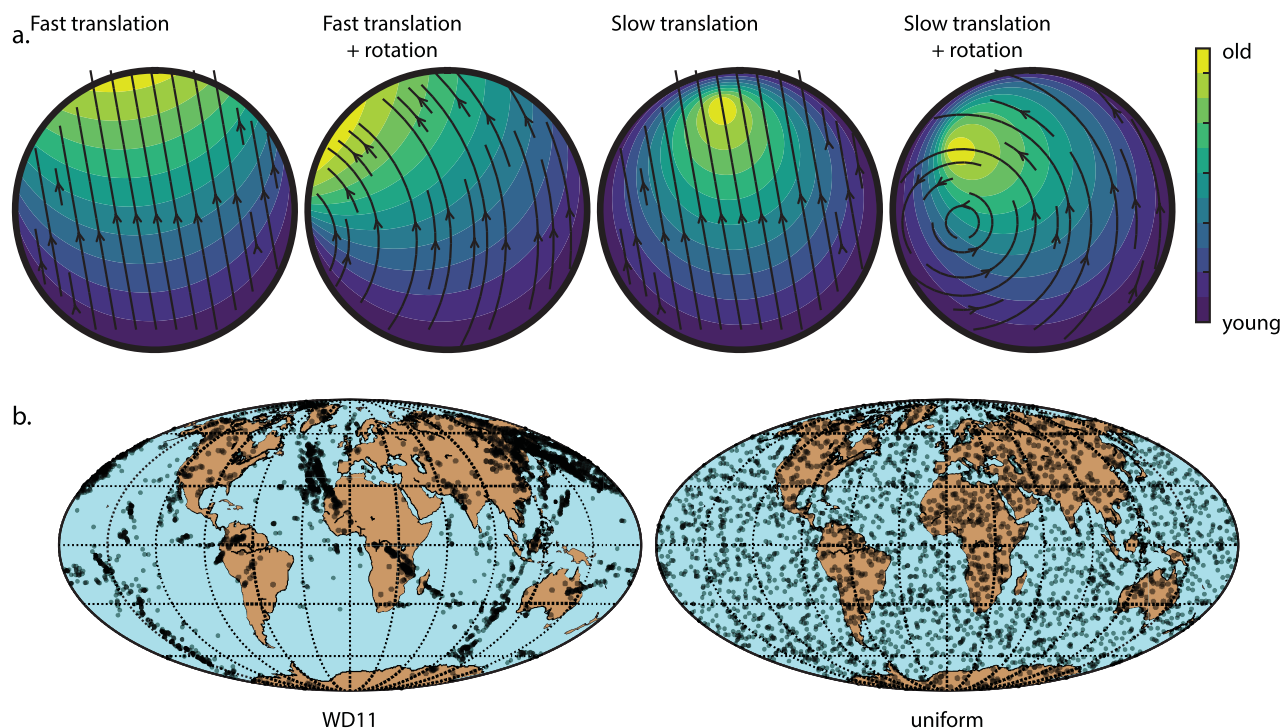 a.
Fast translation
Fast translation
+ rotation
Slow translation
Slow translation
+ rotation
old
young
b.
WD11
uniform